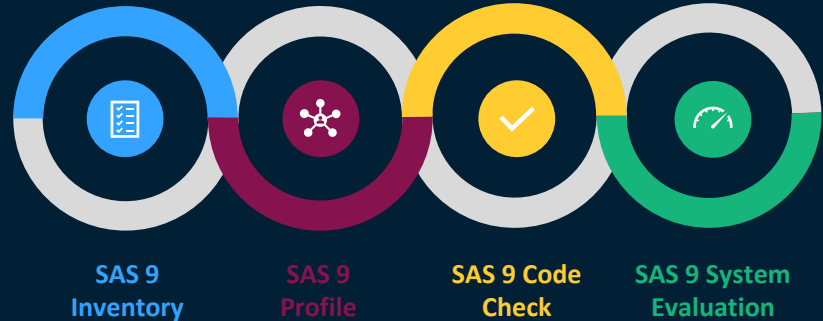 SAS 9
Inventory
SAS 9
Profile
SAS 9 Code
Check
SAS 9 System
Evaluation